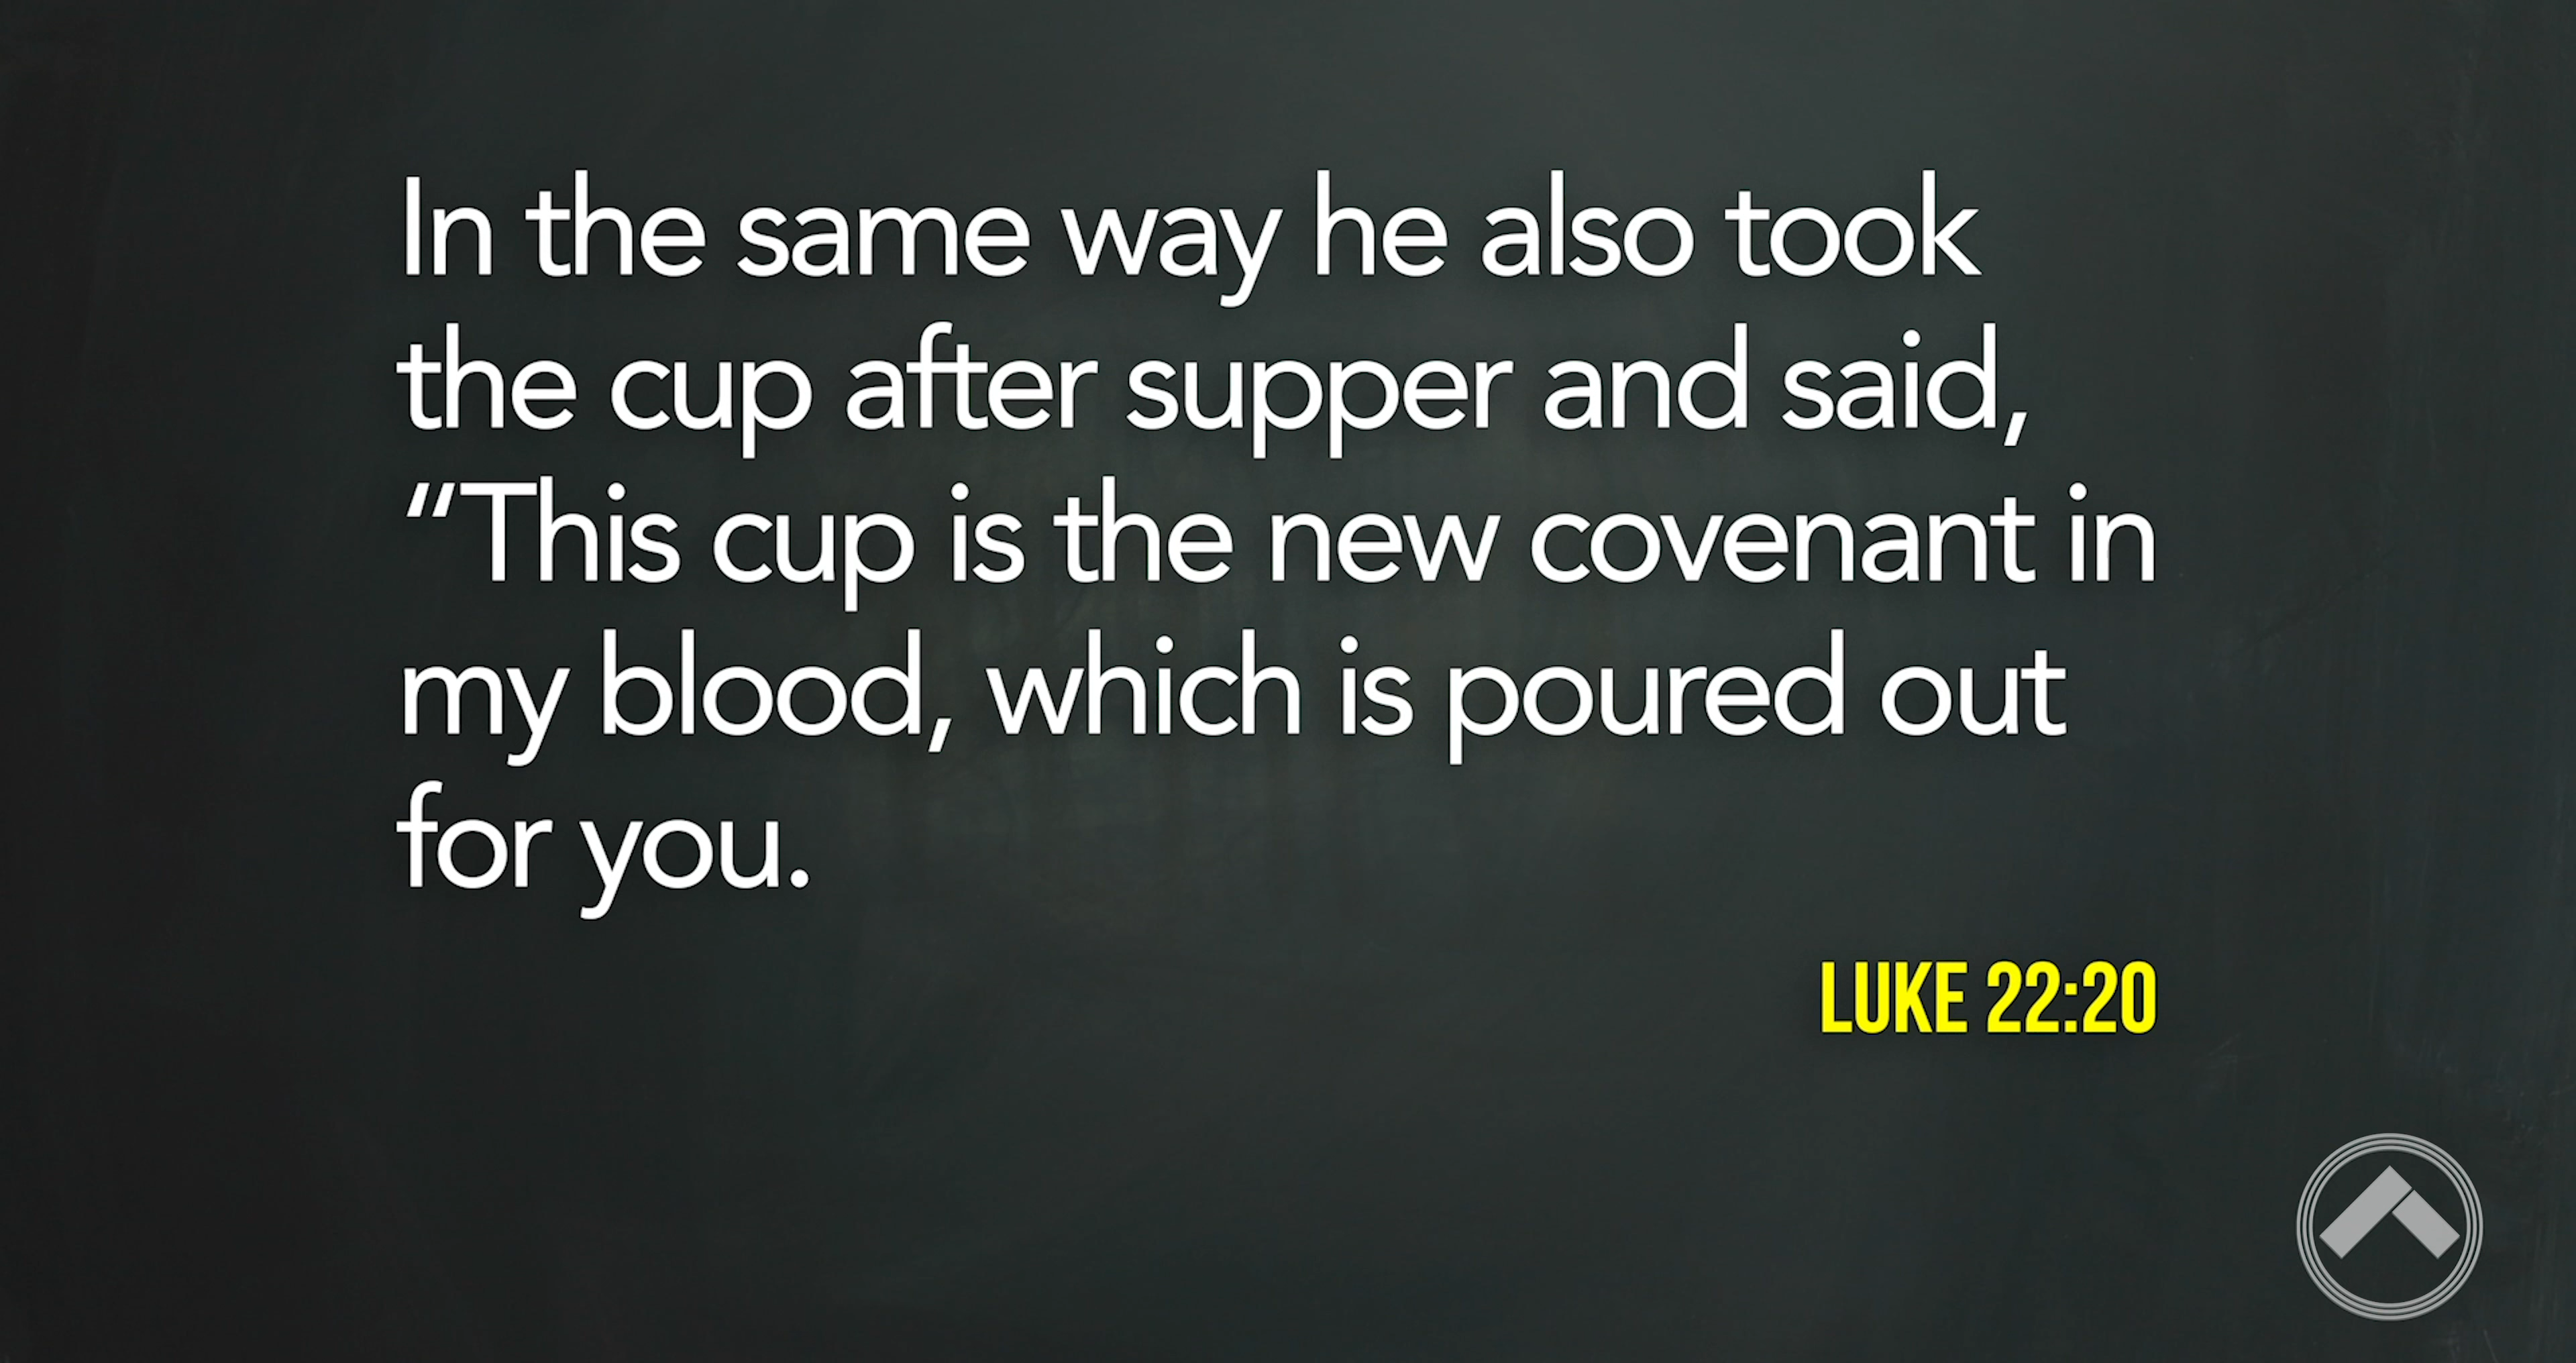 In the same way he also took
the cup after supper and said,
“This cup is the new covenant in
my blood, which is poured out
for you.
LUKE 22:20